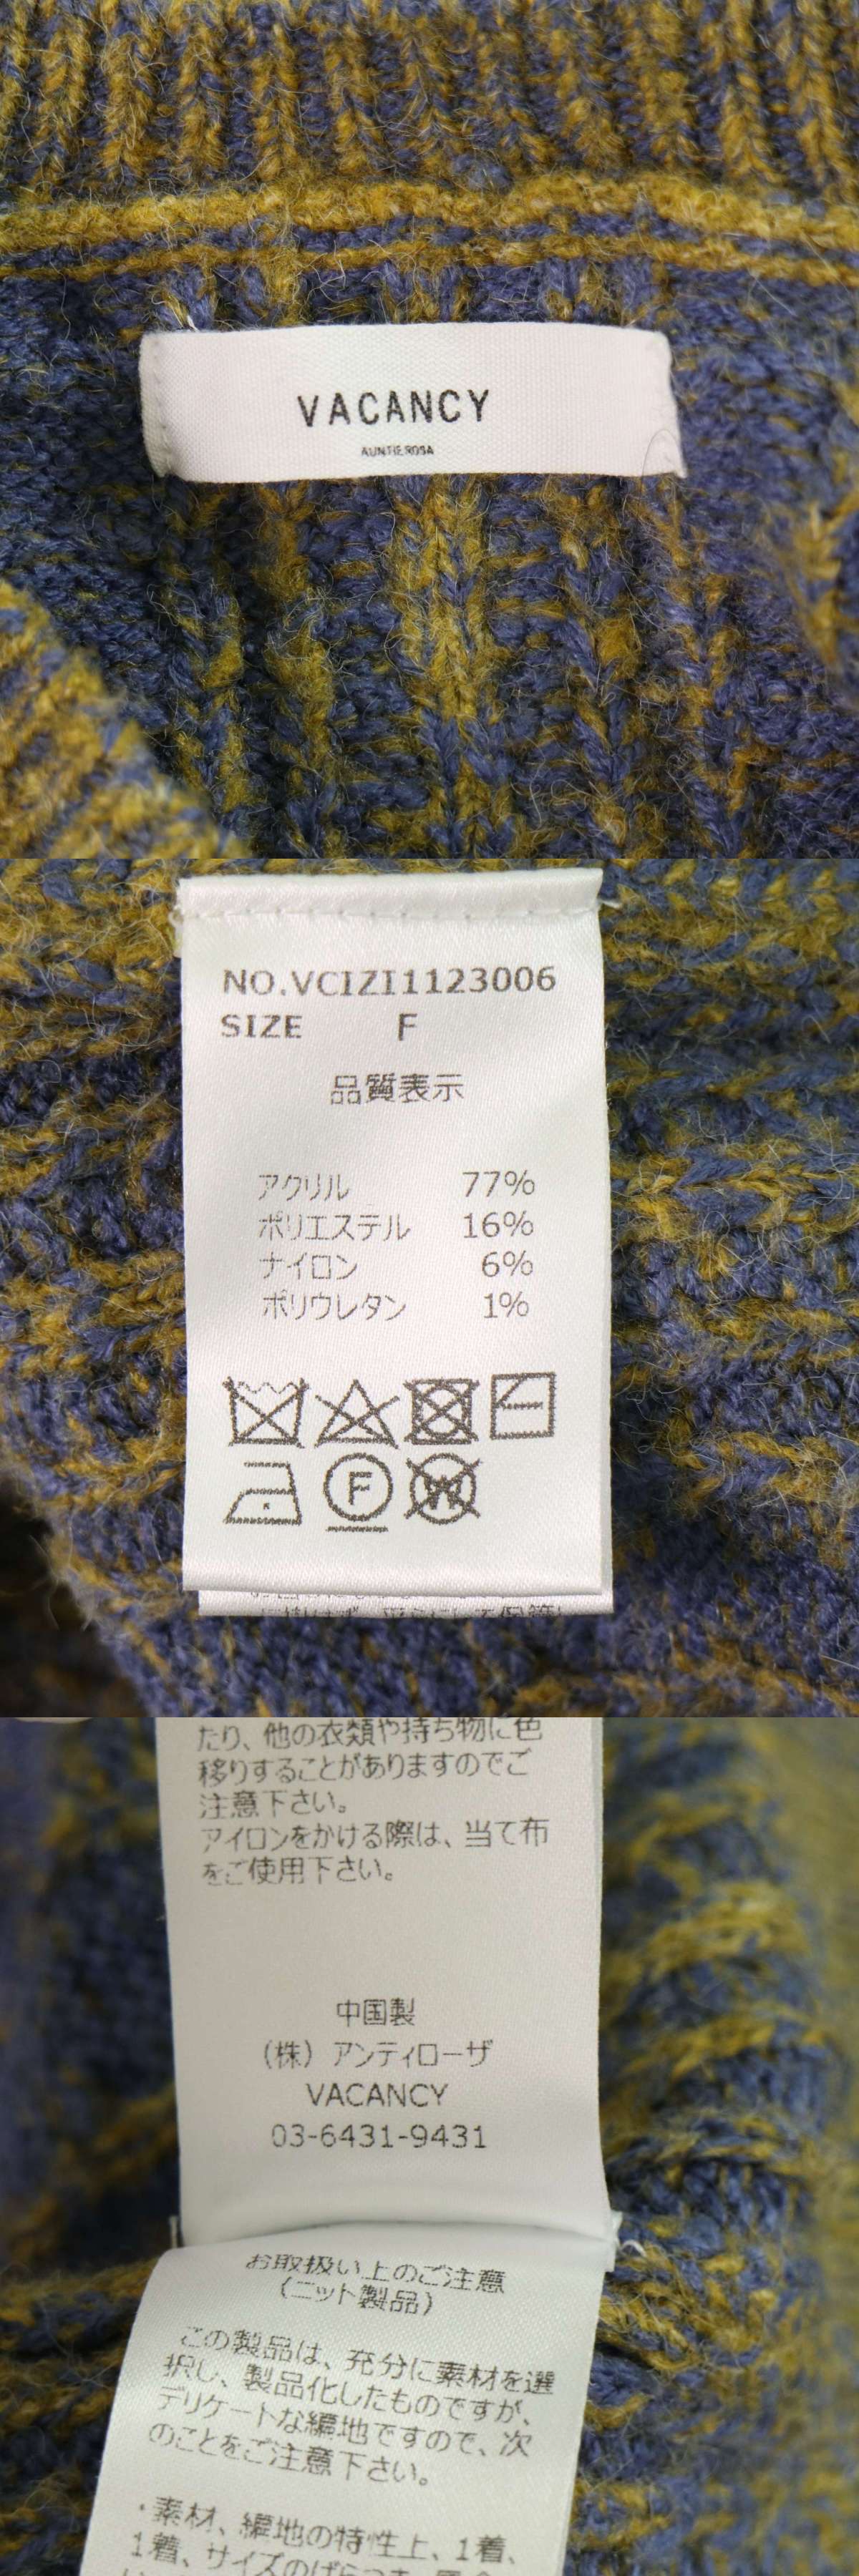 VACANCY
AUNTIE ROSA
NO.VCIZI1123006
SIZE F
品質表示
アクリル 77%
ポリエステル 16%
ナイロン 6%
ポリウレタン 1%
F
W
たり、他の衣類や持ち物に色
移りすることがありますのでご
注意下さい。
アイロンをかける際は、当て布
をご使用下さい。
中国製
(株) アンティローザ
VACANCY
03-6431-9431
お取扱い上のご注意
(ニット製品)
この製品は、充分に素材を選
択し、製品化したものですが、
デリケートな編地ですので、次
のことをご注意下さい。
・素材、編地の特性上、1着、
1着、サイズのばらつき